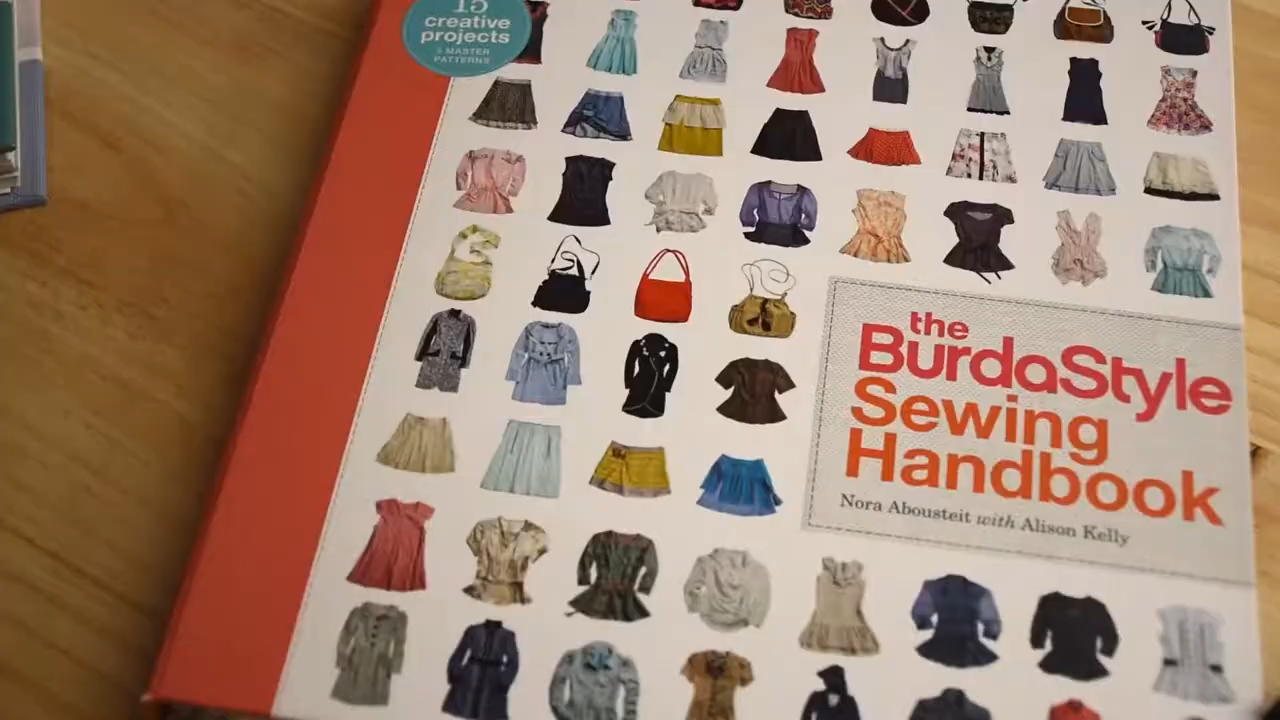 15
creative
projects
5 MASTER
PATTERNS
the
BurdaStyle
Sewing
Handbook
Nora Abousteit with Alison Kelly